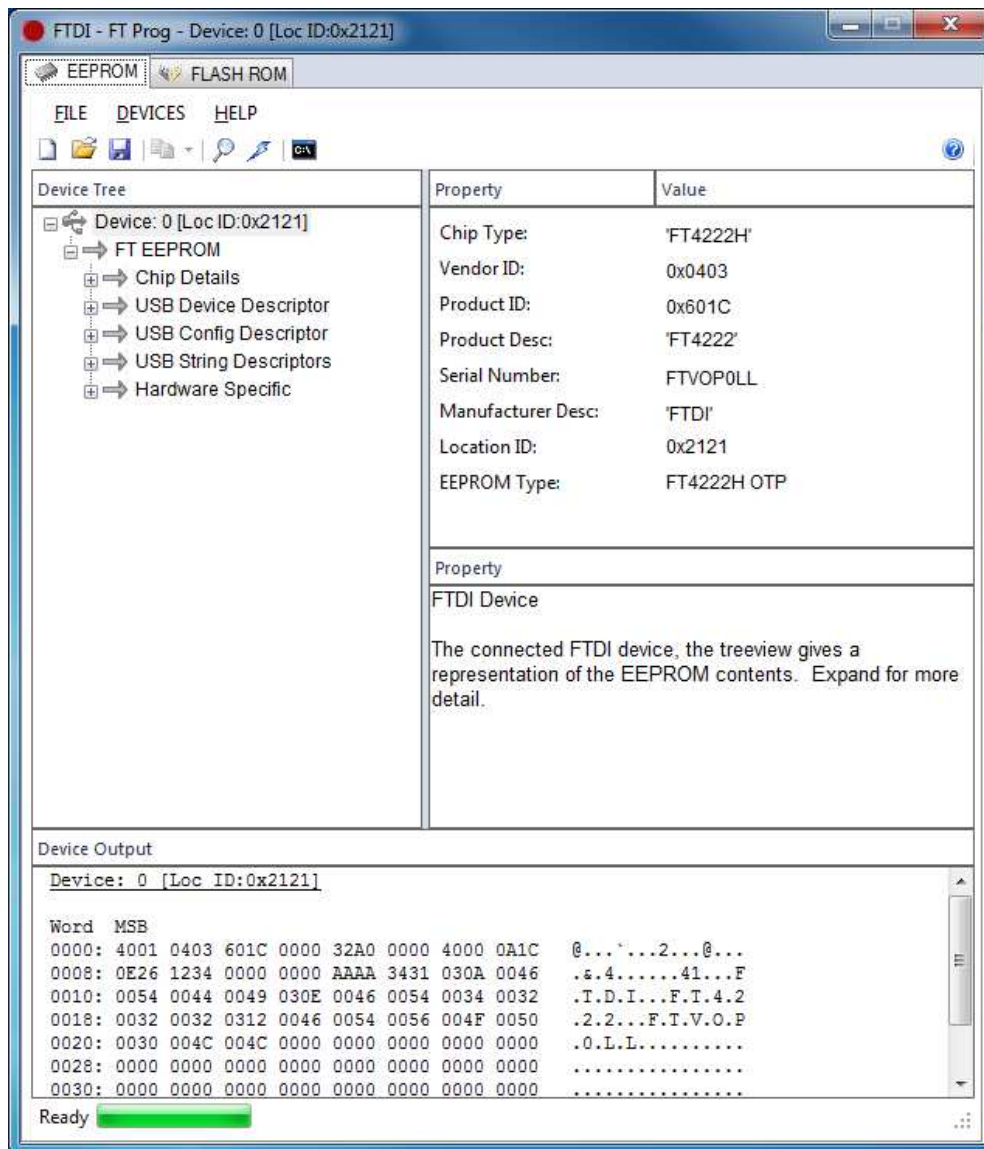 FTDI - FT Prog - Device: 0 [Loc ID:0x2121]
EEPROM FLASH ROM
FILE DEVICES HELP
C:\
Device Tree
Device: 0 [Loc ID:0x2121]
FT EEPROM
Chip Details
USB Device Descriptor
USB Config Descriptor
USB String Descriptors
Hardware Specific
Property Value
Chip Type: 'FT4222H'
Vendor ID: 0x0403
Product ID: 0x601C
Product Desc: 'FT4222'
Serial Number: FTVOP0LL
Manufacturer Desc: 'FTDI'
Location ID: 0x2121
EEPROM Type: FT4222H OTP
Property
FTDI Device
The connected FTDI device, the treeview gives a
representation of the EEPROM contents.  Expand for more
detail.
Device Output
Device: 0 [Loc ID:0x2121]
Word MSB
0000: 4001 0403 601C 0000 32A0 0000 4000 0A1C @...`...2...@...
0008: 0E26 1234 0000 0000 AAAA 3431 030A 0046 .&.4......41...F
0010: 0054 0044 0049 030E 0046 0054 0034 0032 .T.D.I...F.T.4.2
0018: 0032 0032 0312 0046 0054 0056 004F 0050 .2.2...F.T.V.O.P
0020: 0030 004C 004C 0000 0000 0000 0000 0000 .0.L.L..........
0028: 0000 0000 0000 0000 0000 0000 0000 0000 ................
0030: 0000 0000 0000 0000 0000 0000 0000 0000 ................
Ready